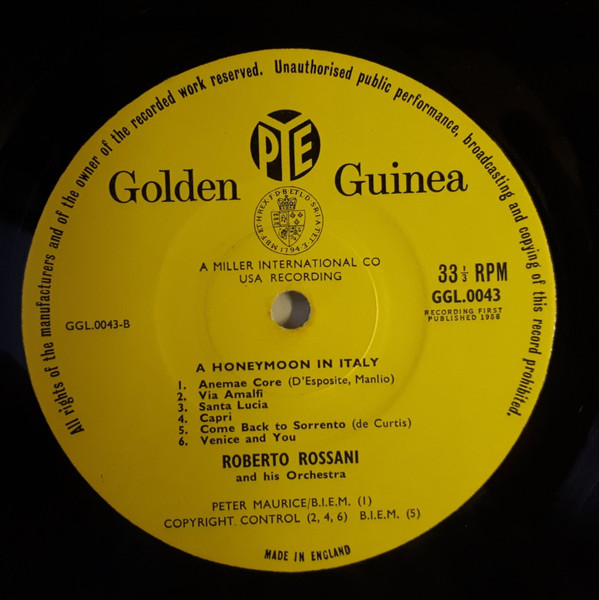 All rights of the manufacturers and of the owner of the recorded work reserved. Unauthorised public performance, broadcasting and copying of this record prohibited.
PYE
Golden Guinea
A MILLER INTERNATIONAL CO
USA RECORDING
33⅓ RPM
GGL.0043
RECORDING FIRST
PUBLISHED 1958
GGL.0043-B
A HONEYMOON IN ITALY
1. Anemae Core (D'Esposite, Manlio)
2. Via Amalfi
3. Santa Lucia
4. Capri
5. Come Back to Sorrento (de Curtis)
6. Venice and You
ROBERTO ROSSANI
and his Orchestra
PETER MAURICE/B.I.E.M. (1)
COPYRIGHT CONTROL (2, 4, 6) B.I.E.M. (5)
MADE IN ENGLAND